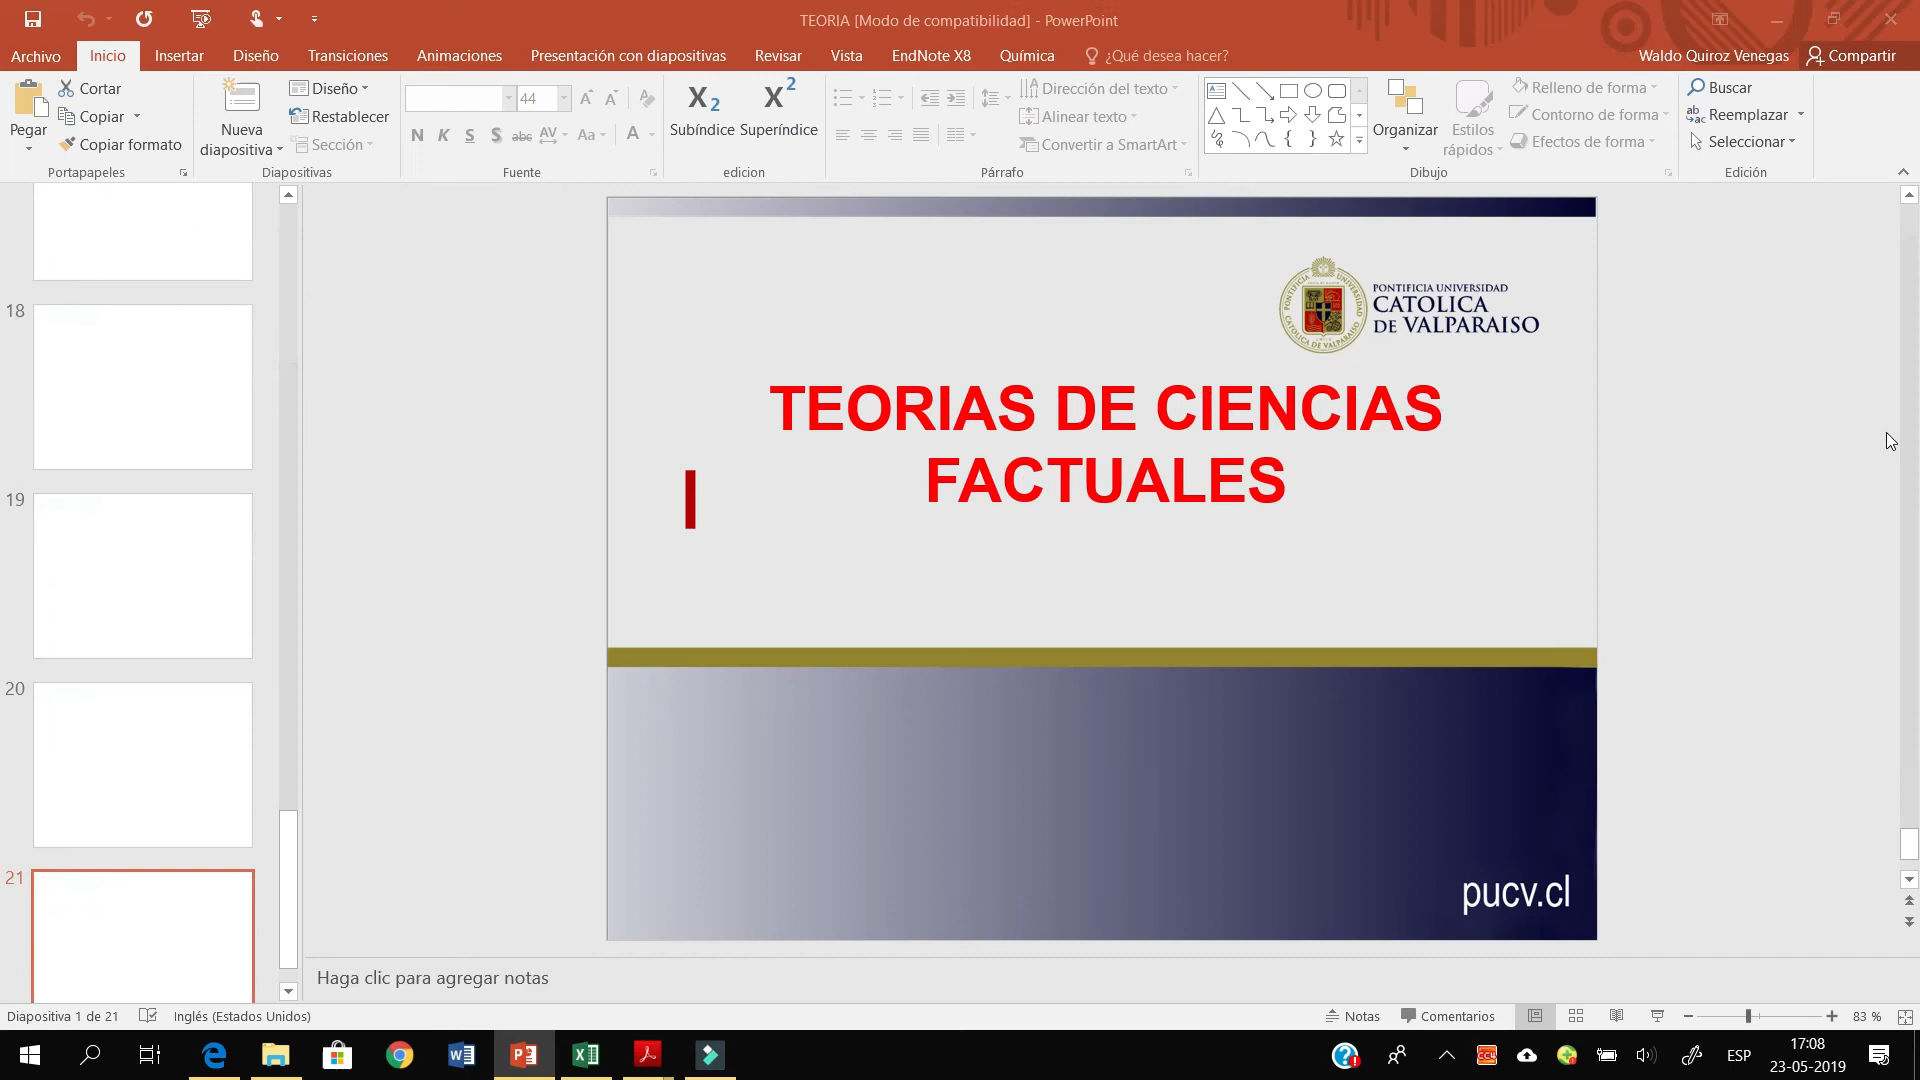 TEORIA [Modo de compatibilidad] - PowerPoint
Archivo Inicio Insertar Diseño Transiciones Animaciones Presentación con diapositivas Revisar Vista EndNote X8 Química ¿Qué desea hacer? Waldo Quiroz Venegas Compartir
Pegar
Cortar
Copiar
Copiar formato
Portapapeles
Nueva
diapositiva
Diseño
Restablecer
Sección
Diapositivas
44
N K S S abc AV Aa A
Fuente
X2 X2
Subíndice Superíndice
edicion
Dirección del texto
Alinear texto
Convertir a SmartArt
Párrafo
Organizar
Estilos
rápidos
Relleno de forma
Contorno de forma
Efectos de forma
Dibujo
Buscar
Reemplazar
Seleccionar
Edición
18
19
20
21
PONTIFICIA UNIVERSIDAD
CATOLICA
DE VALPARAISO
TEORIAS DE CIENCIAS
FACTUALES
pucv.cl
Haga clic para agregar notas
Diapositiva 1 de 21 Inglés (Estados Unidos) Notas Comentarios 83 %
ESP
17:08
23-05-2019